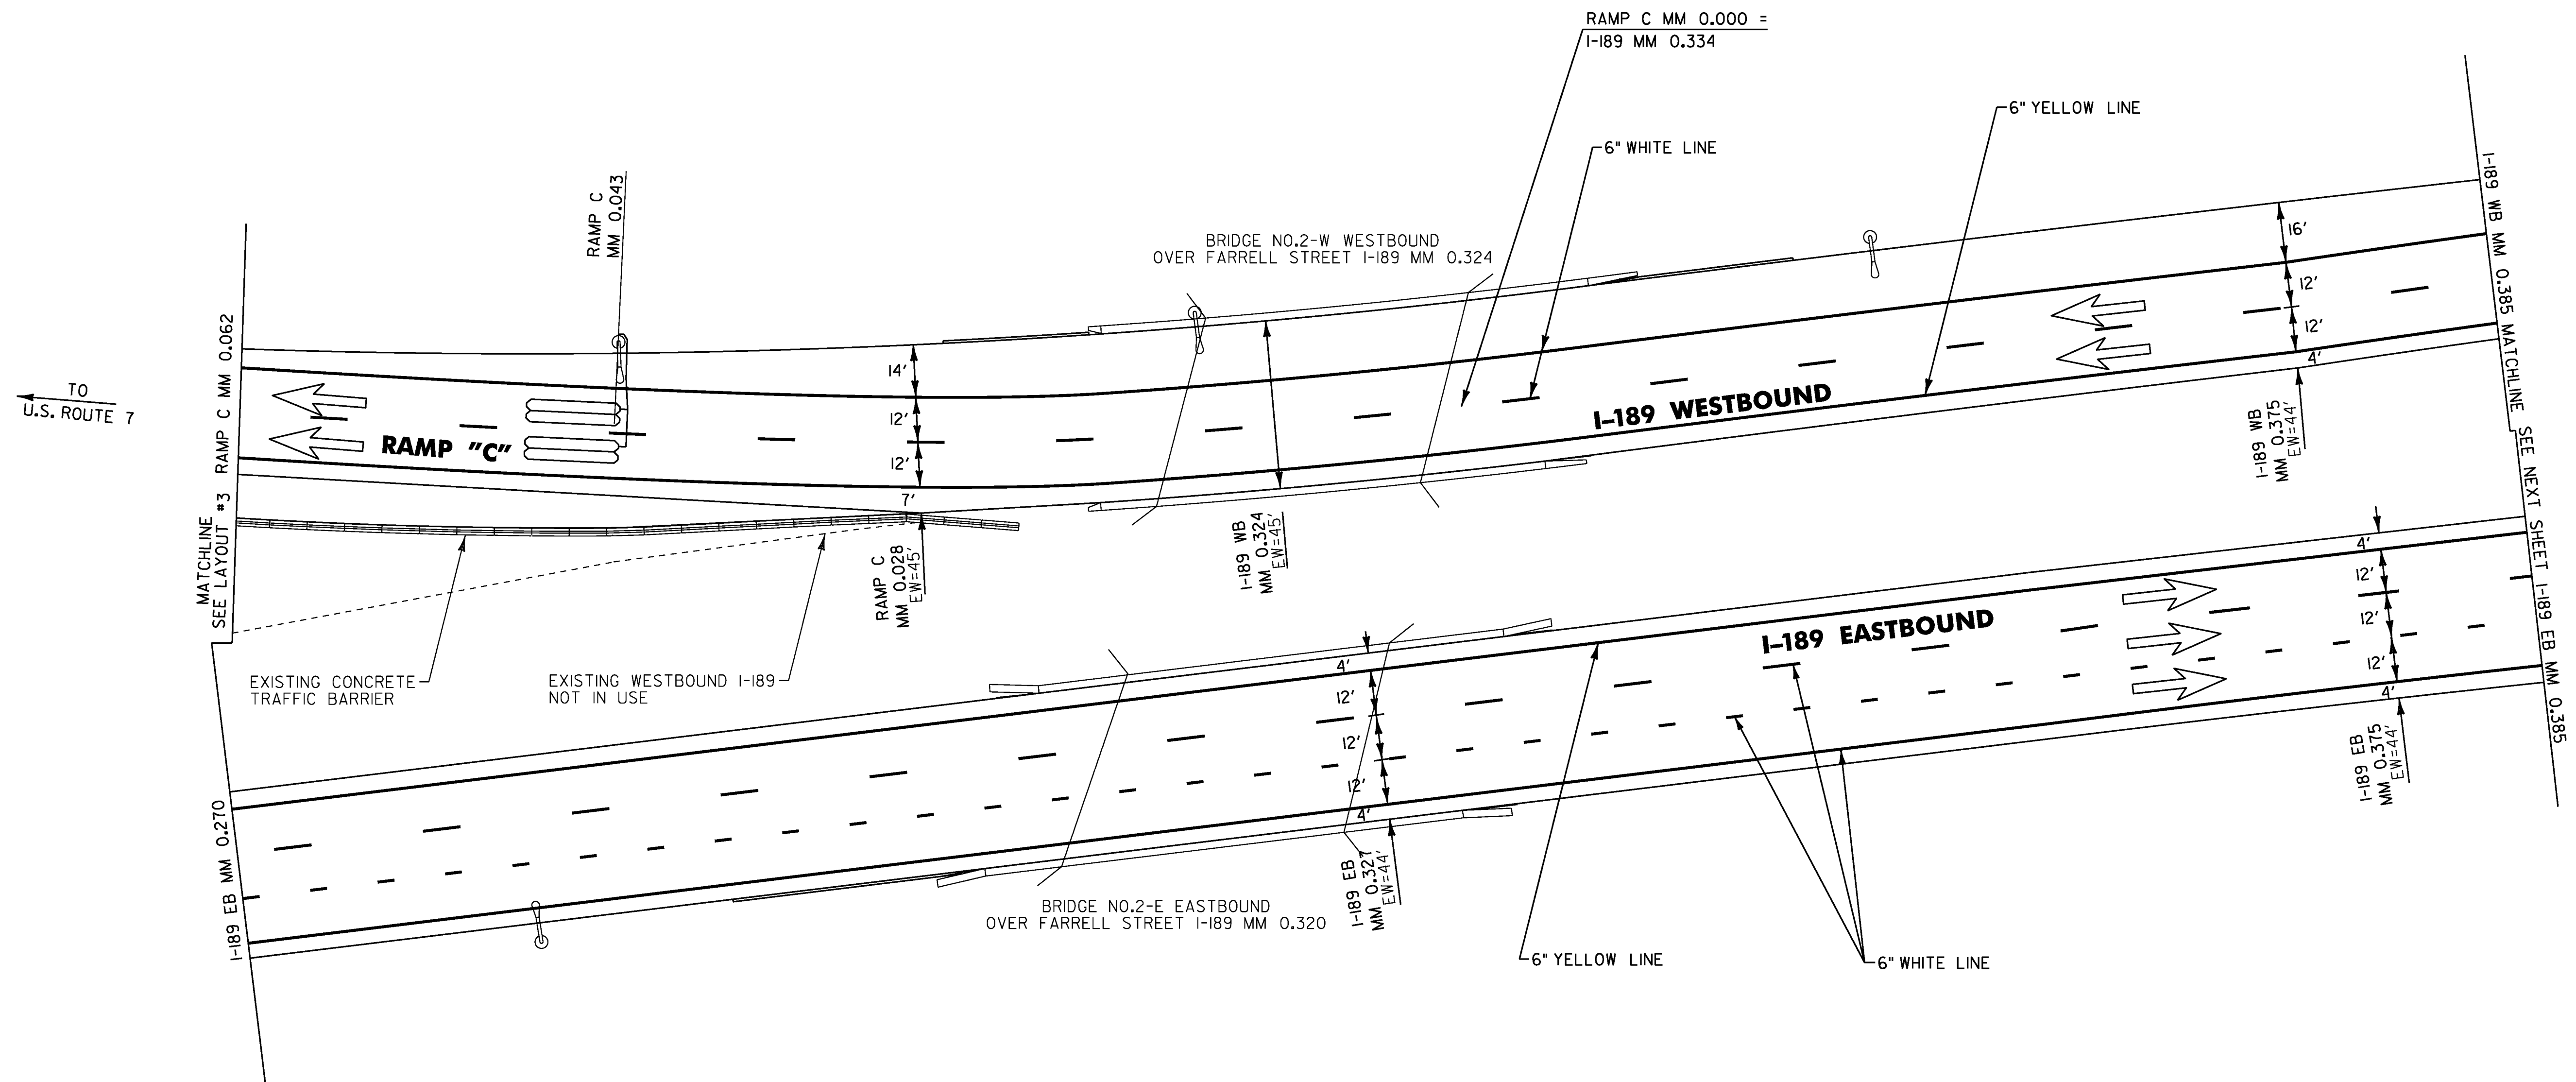 RAMP C MM 0.000 =
I-189 MM 0.334
6" YELLOW LINE
6" WHITE LINE
RAMP C
MM 0.043
BRIDGE NO.2-W WESTBOUND
OVER FARRELL STREET I-189 MM 0.324
I-189 WB MM 0.385 MATCHLINE SEE NEXT SHEET I-189 EB MM 0.385
16'
12'
12'
4'
I-189 WB
MM 0.375
EW=44'
TO
U.S. ROUTE 7
MATCHLINE
SEE LAYOUT #3 RAMP C MM 0.062
RAMP "C"
14'
12'
12'
7'
I-189 WESTBOUND
RAMP C
MM 0.028
EW=45'
I-189 WB
MM 0.324
EW=45'
EXISTING CONCRETE
TRAFFIC BARRIER
EXISTING WESTBOUND I-189
NOT IN USE
I-189 EASTBOUND
4'
12'
12'
12'
4'
4'
12'
12'
12'
4'
I-189 EB
MM 0.375
EW=44'
I-189 EB MM 0.270
BRIDGE NO.2-E EASTBOUND
OVER FARRELL STREET I-189 MM 0.320
I-189 EB
MM 0.327
EW=44'
6" YELLOW LINE
6" WHITE LINE